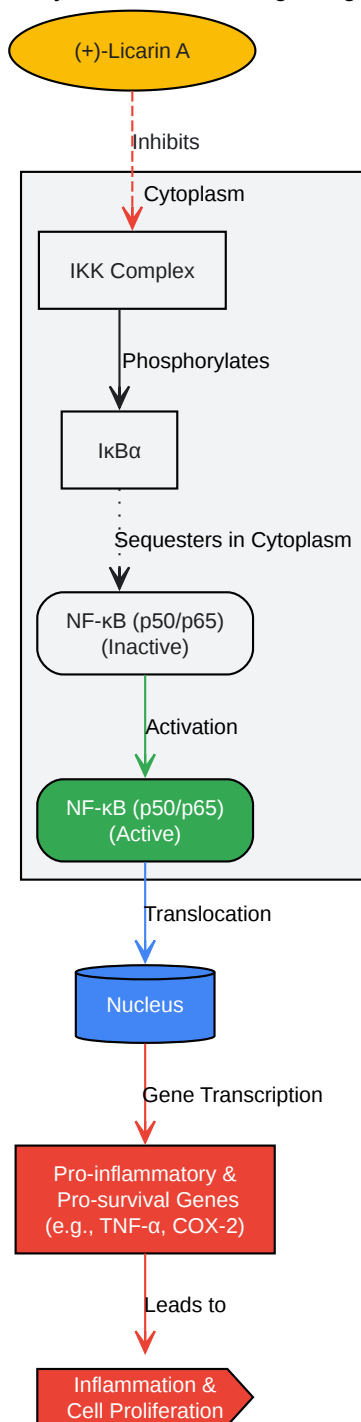 (+)-Licarin A
Inhibits
Cytoplasm
IKK Complex
Phosphorylates
IκBα
Sequesters in Cytoplasm
NF-κB (p50/p65)
(Inactive)
Activation
NF-κB (p50/p65)
(Active)
Translocation
Nucleus
Gene Transcription
Pro-inflammatory &
Pro-survival Genes
(e.g., TNF-α, COX-2)
Leads to
Inflammation &
Cell Proliferation